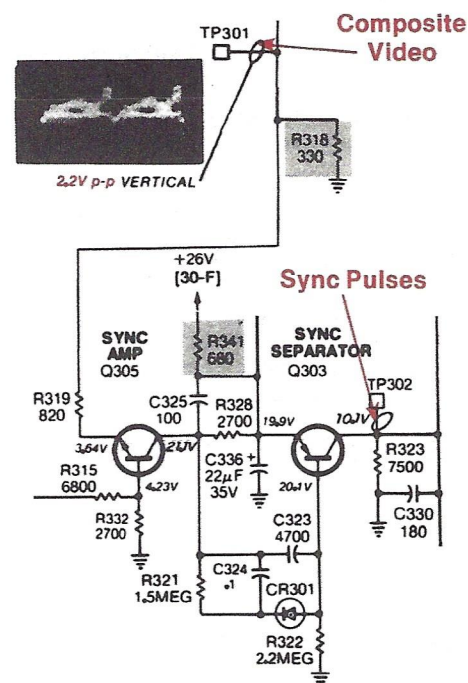 Composite
Video
TP301
2.2V p-p VERTICAL
R318
330
+26V
[30-F]
Sync Pulses
SYNC
AMP
Q305
R341
680
SYNC
SEPARATOR
Q303
TP302
R319
820
C325
100
R328
2700
19.9V
10.1V
3.64V
21.1V
R315
6800
4.23V
C336 +
22µF
35V
20.1V
R323
7500
C330
180
R332
2700
C323
4700
R321
1.5MEG
C324
.1
CR301
R322
2.2MEG